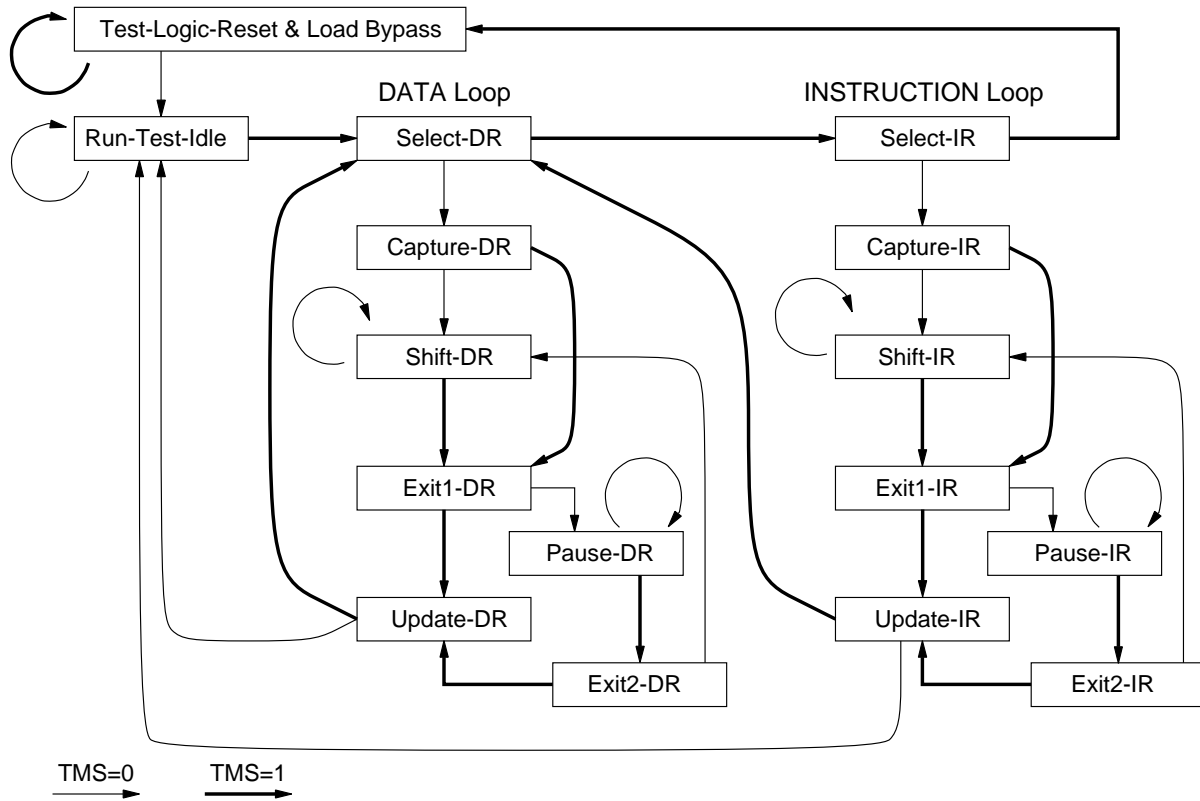 Test-Logic-Reset & Load Bypass
DATA Loop
INSTRUCTION Loop
Run-Test-Idle
Select-DR
Select-IR
Capture-DR
Capture-IR
Shift-DR
Shift-IR
Exit1-DR
Exit1-IR
Pause-DR
Pause-IR
Update-DR
Update-IR
Exit2-DR
Exit2-IR
TMS=0
TMS=1